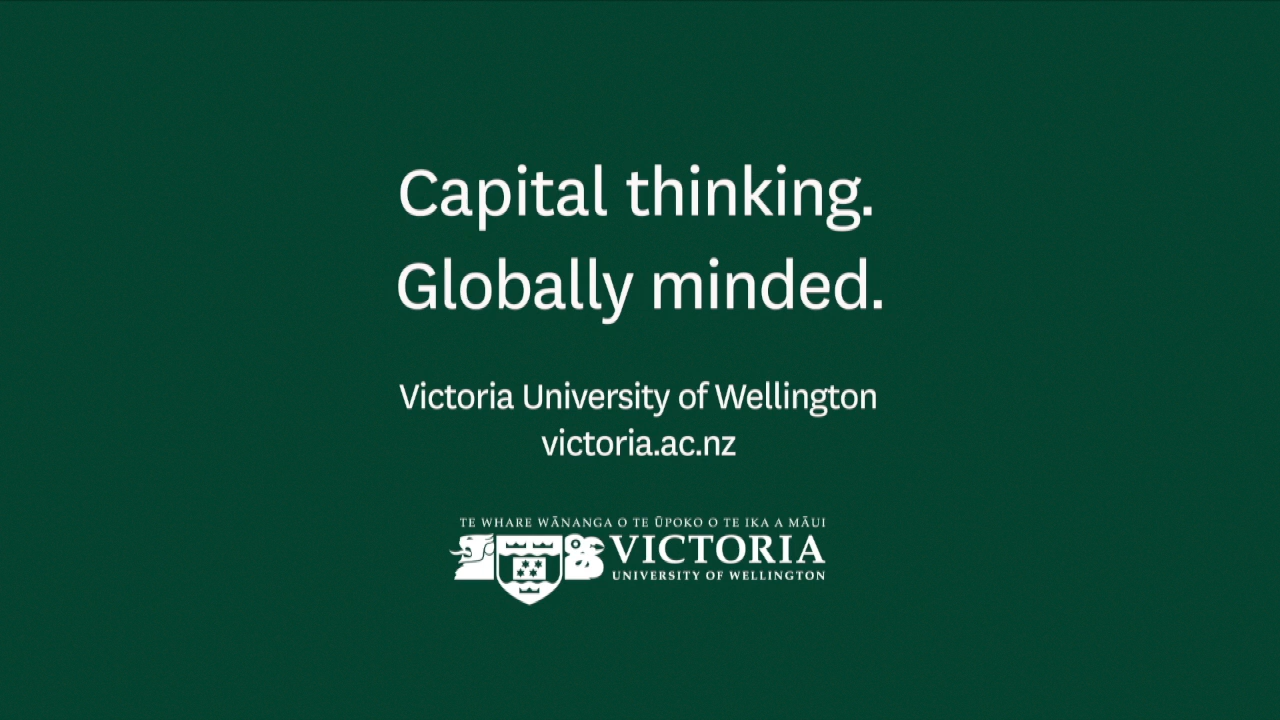 Capital thinking.
Globally minded.
Victoria University of Wellington
victoria.ac.nz
TE WHARE WĀNANGA O TE ŪPOKO O TE IKA A MĀUI
VICTORIA
UNIVERSITY OF WELLINGTON